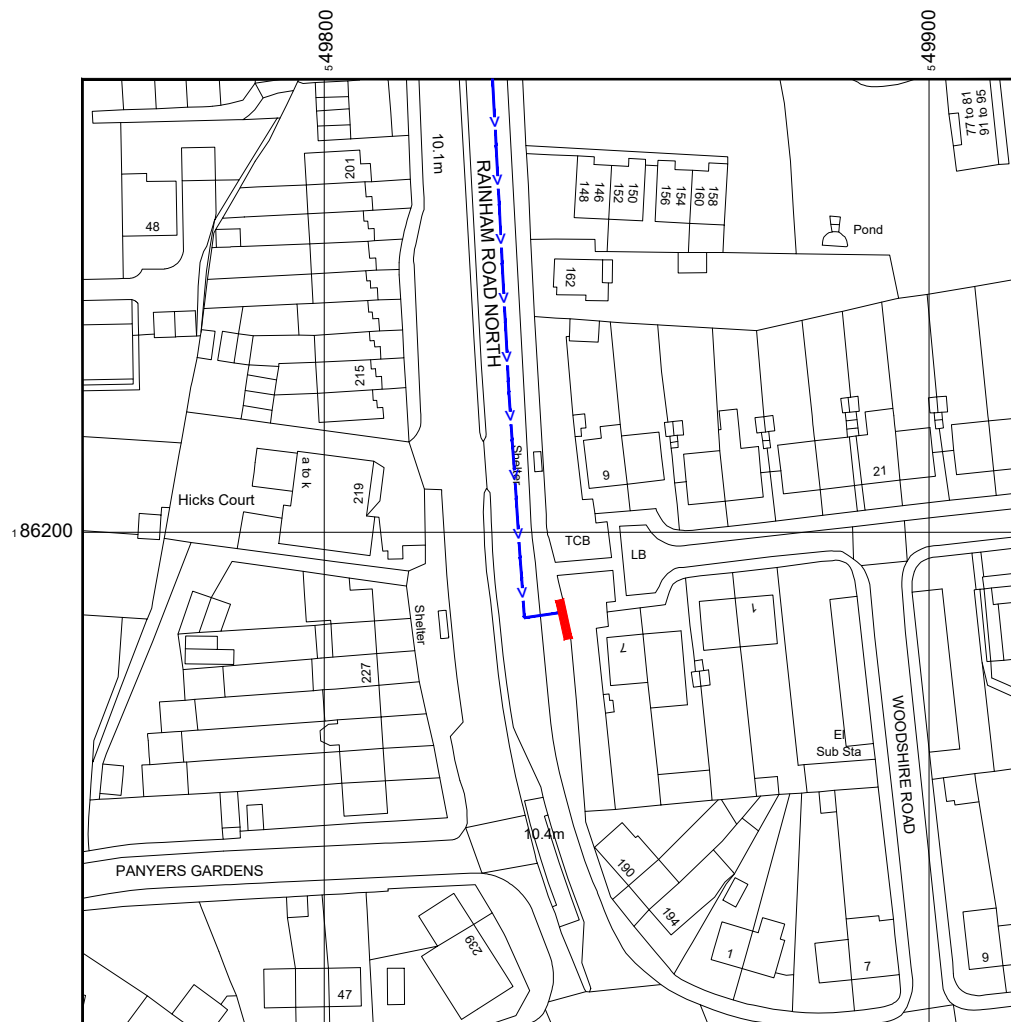 549800
549900
91 to 95
77 to 81
10.1m
201
RAINHAM ROAD NORTH
148
146
152
150
156
154
160
158
48
Pond
162
215
Shelter
9
21
a to k
219
Hicks Court
186200
TCB
LB
Shelter
1
7
227
El
Sub Sta
WOODSHIRE ROAD
10.4m
PANYERS GARDENS
190
194
239
1
7
9
47